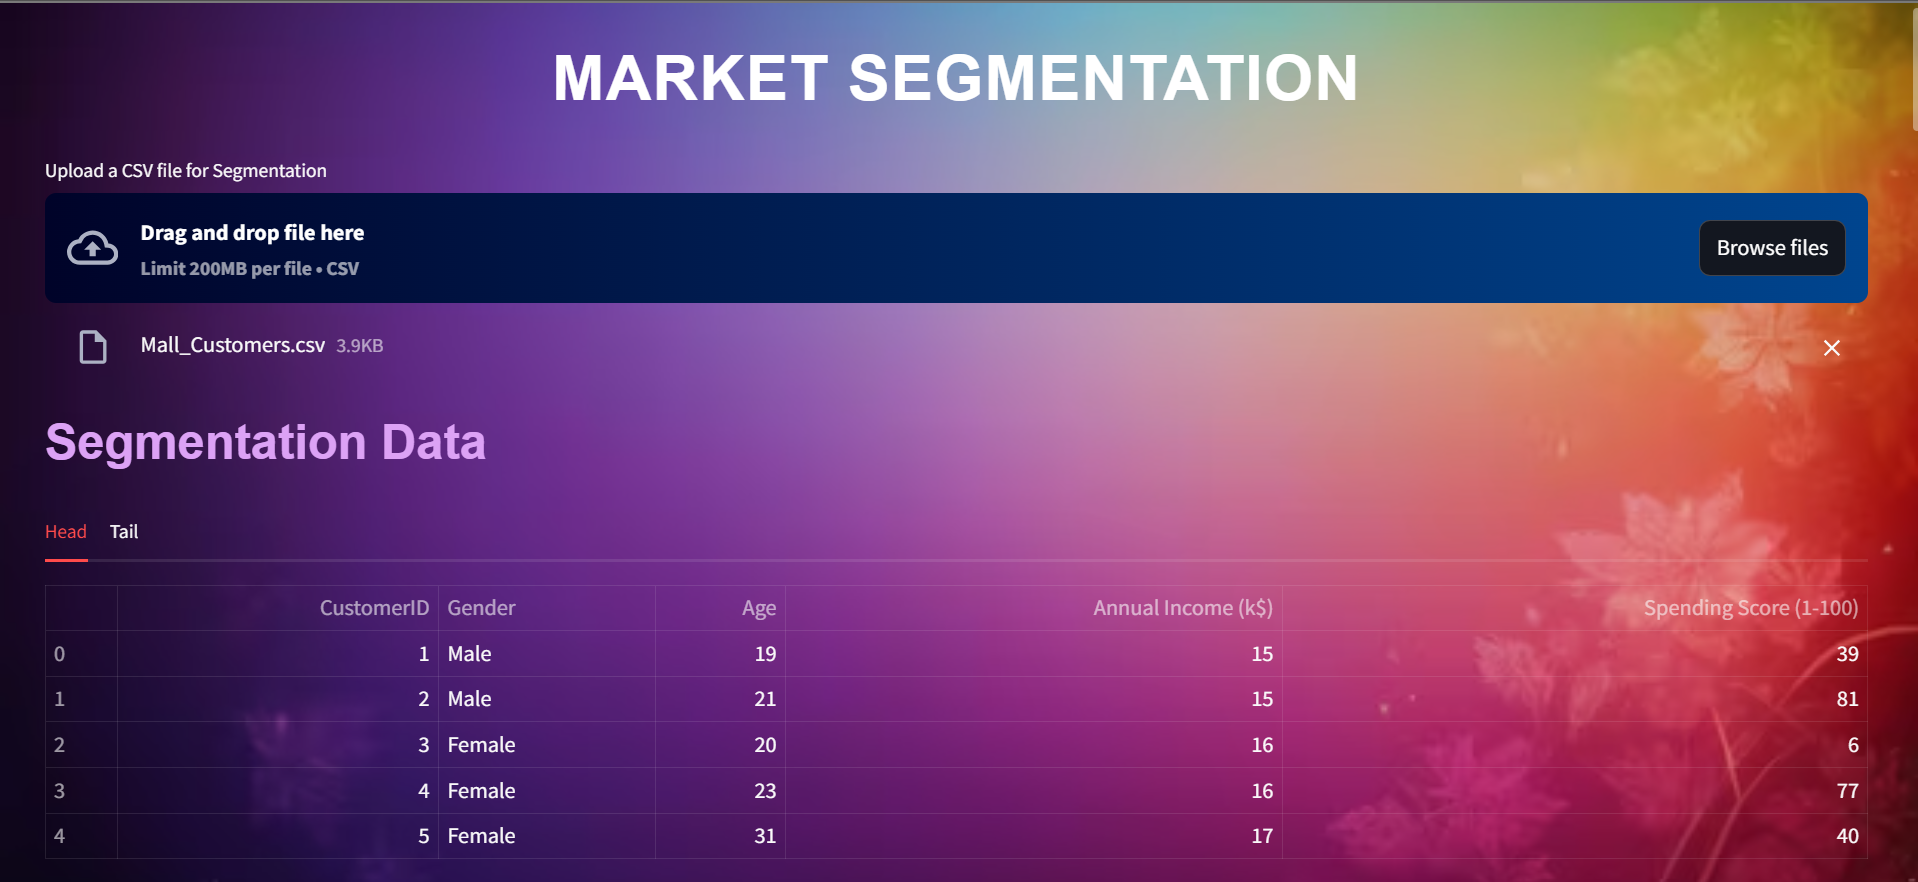 MARKET SEGMENTATION
Upload a CSV file for Segmentation
Drag and drop file here
Limit 200MB per file • CSV
Browse files
Mall_Customers.csv 3.9KB
Segmentation Data
Head Tail
CustomerID Gender Age Annual Income (k$) Spending Score (1-100)
0 1 Male 19 15 39
1 2 Male 21 15 81
2 3 Female 20 16 6
3 4 Female 23 16 77
4 5 Female 31 17 40